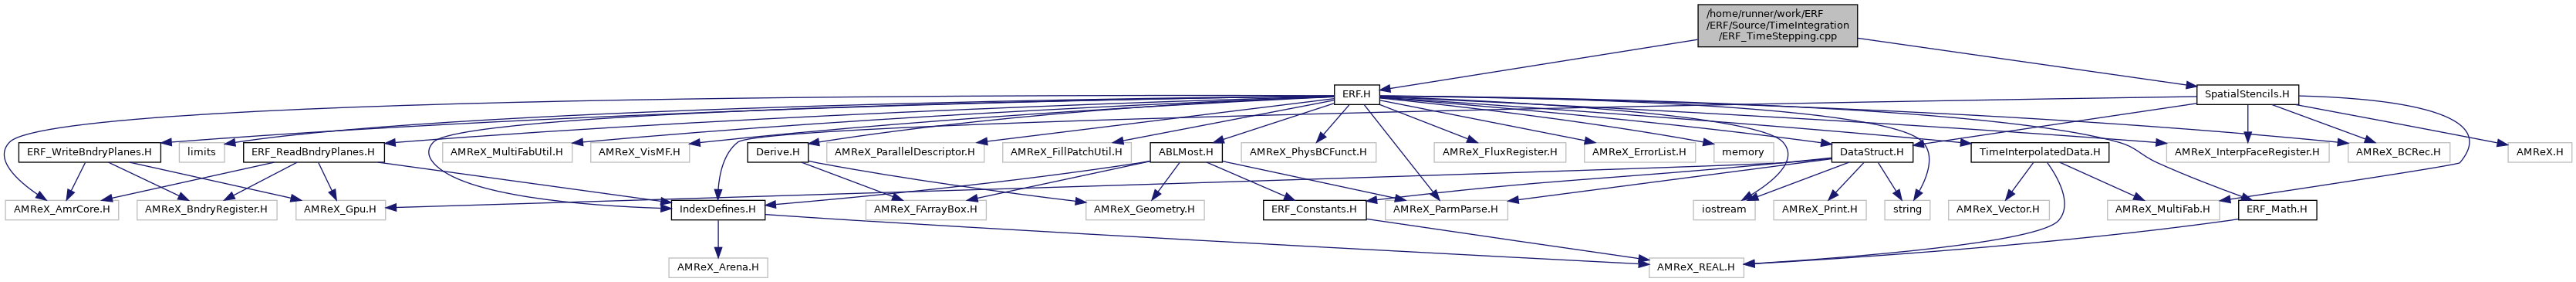 /home/runner/work/ERF
/ERF/Source/TimeIntegration
/ERF_TimeStepping.cpp
ERF.H
SpatialStencils.H
ERF_WriteBndryPlanes.H
limits
ERF_ReadBndryPlanes.H
AMReX_MultiFabUtil.H
AMReX_VisMF.H
Derive.H
AMReX_ParallelDescriptor.H
AMReX_FillPatchUtil.H
ABLMost.H
AMReX_PhysBCFunct.H
AMReX_FluxRegister.H
AMReX_ErrorList.H
memory
DataStruct.H
TimeInterpolatedData.H
AMReX_InterpFaceRegister.H
AMReX_BCRec.H
AMReX.H
AMReX_AmrCore.H
AMReX_BndryRegister.H
AMReX_Gpu.H
IndexDefines.H
AMReX_FArrayBox.H
AMReX_Geometry.H
ERF_Constants.H
AMReX_ParmParse.H
iostream
AMReX_Print.H
string
AMReX_Vector.H
AMReX_MultiFab.H
ERF_Math.H
AMReX_Arena.H
AMReX_REAL.H